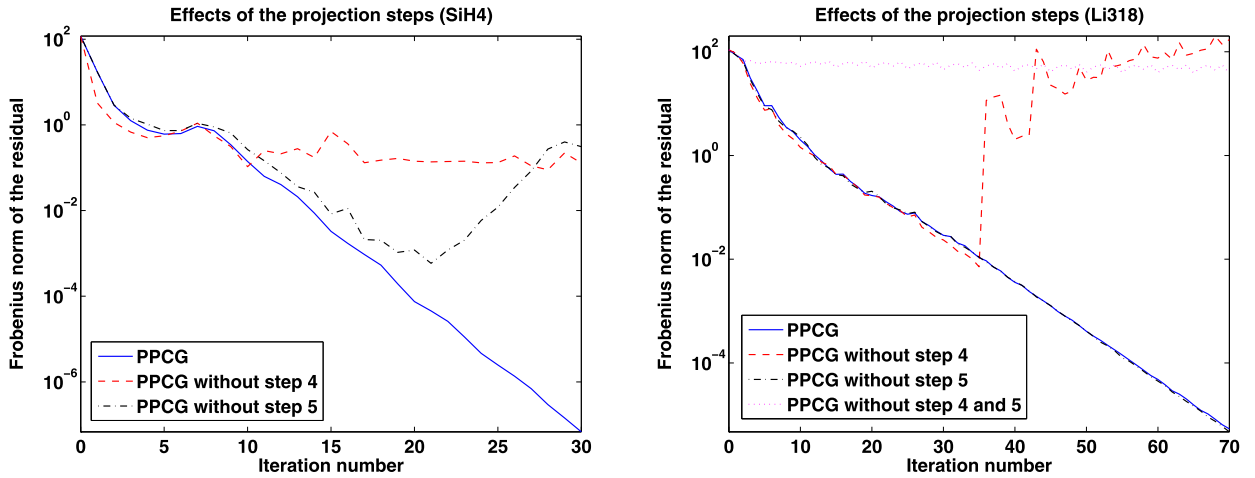 Effects of the projection steps (SiH4)
Frobenius norm of the residual
10^2
10^0
10^−2
10^−4
10^−6
PPCG
PPCG without step 4
PPCG without step 5
0 5 10 15 20 25 30
Iteration number
Effects of the projection steps (Li318)
Frobenius norm of the residual
10^2
10^0
10^−2
10^−4
PPCG
PPCG without step 4
PPCG without step 5
PPCG without step 4 and 5
0 10 20 30 40 50 60 70
Iteration number